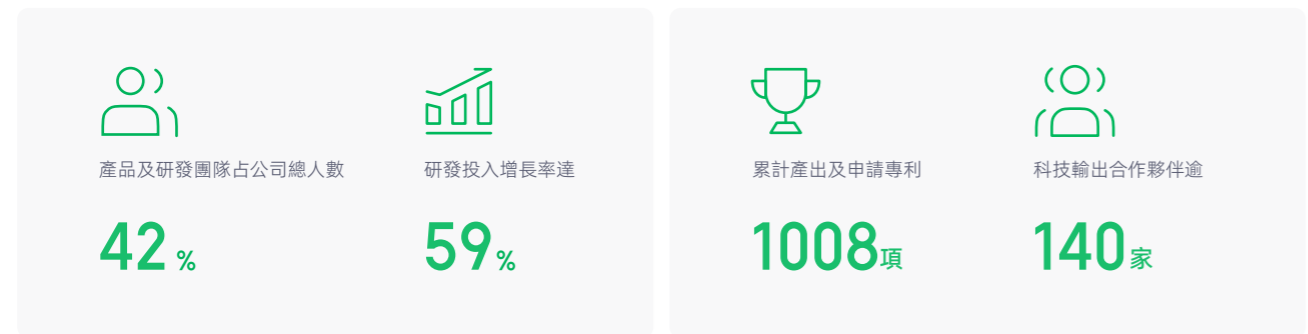 產品及研發團隊占公司總人數
42 %
研發投入增長率達
59 %
累計產出及申請專利
1008項
科技輸出合作夥伴逾
140家